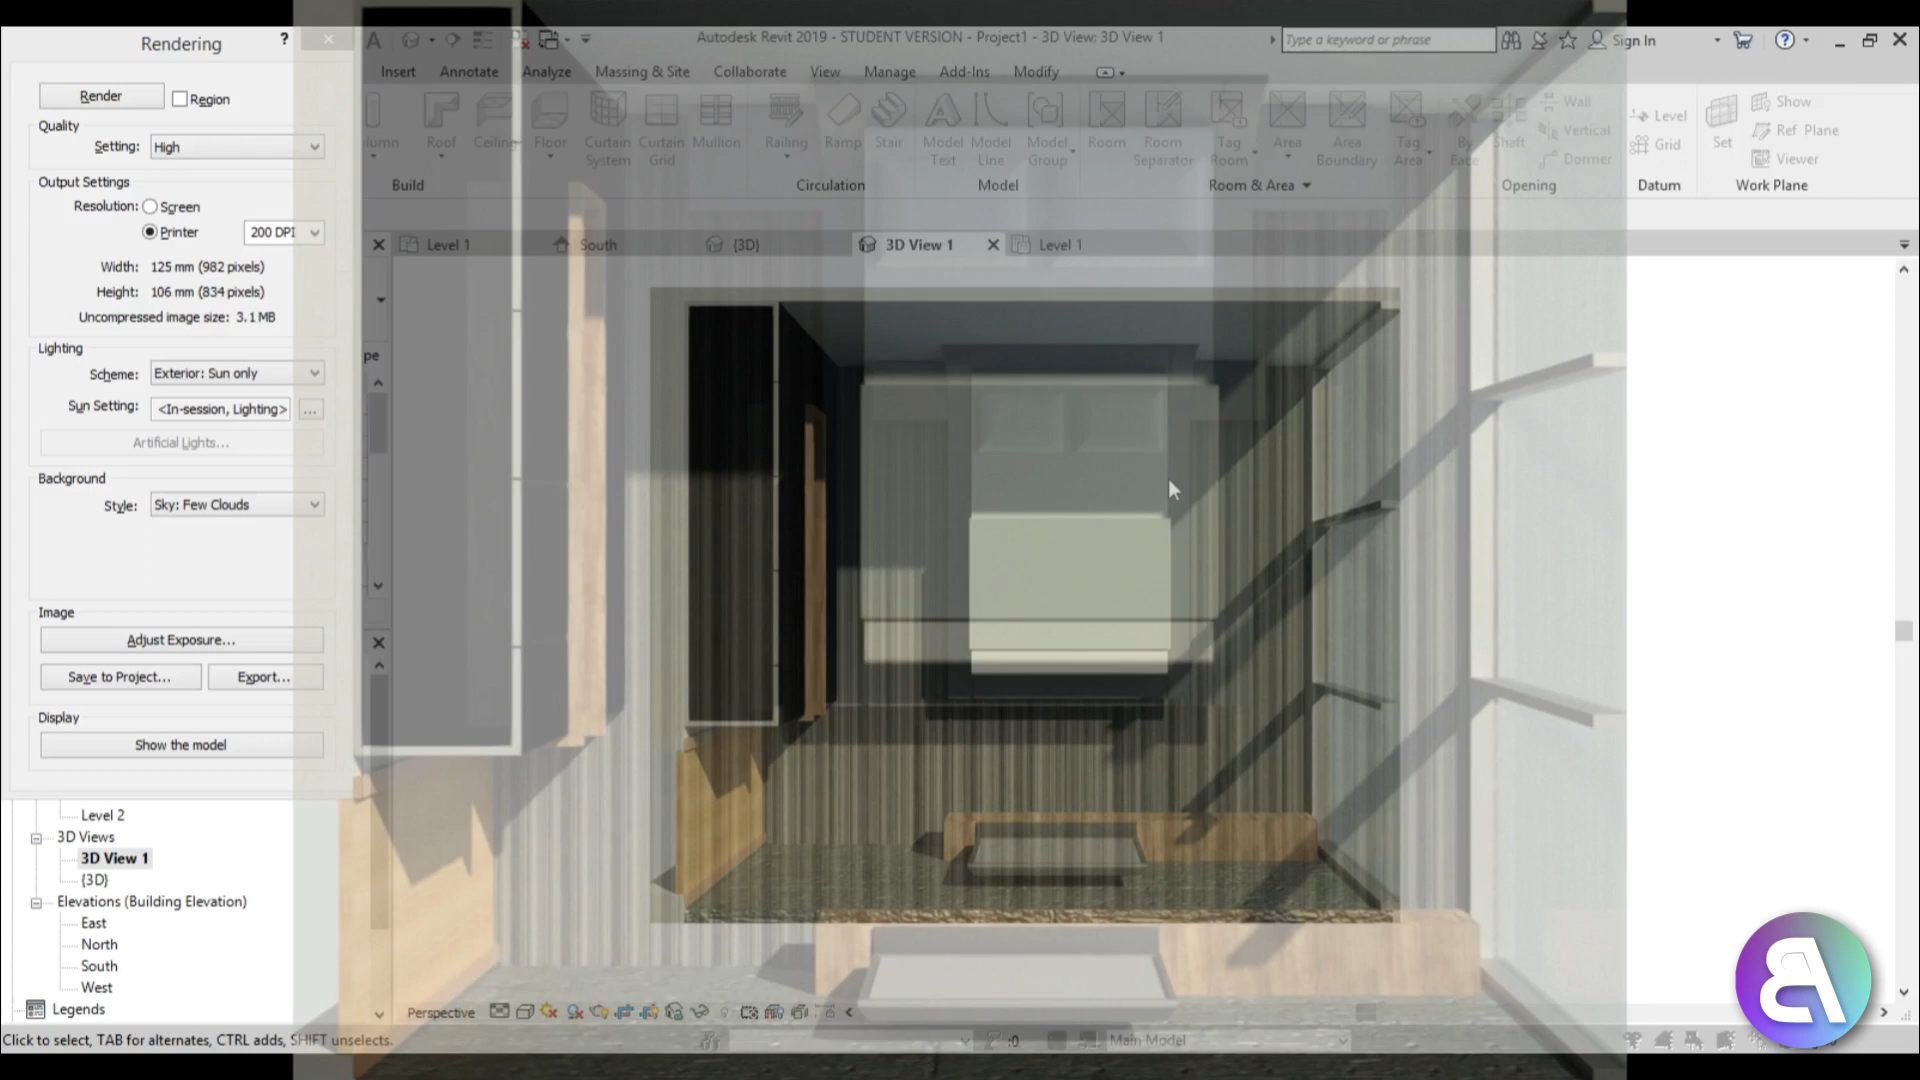 Rendering
?
Autodesk Revit 2019 - STUDENT VERSION - Project1 - 3D View: 3D View 1
Type a keyword or phrase
Sign In
Insert Annotate Analyze Massing & Site Collaborate View Manage Add-Ins Modify
Render
Region
Roof Ceiling Floor Curtain System Curtain Grid Mullion Railing Ramp Stair Model Text Model Line Model Group Room Room Separator Tag Room Area Area Boundary Tag Area By Face Shaft Wall Vertical Dormer Level Grid Set Show Ref Plane Viewer
Build Circulation Model Room & Area Opening Datum Work Plane
Quality
Setting: High
Output Settings
Resolution: Screen
Printer 200 DPI
Width: 125 mm (982 pixels)
Height: 106 mm (834 pixels)
Uncompressed image size: 3.1 MB
Level 1 South {3D} 3D View 1 Level 1
Lighting
Scheme: Exterior: Sun only
Sun Setting: <In-session, Lighting> ...
Artificial Lights...
pe
Background
Style: Sky: Few Clouds
Image
Adjust Exposure...
Save to Project... Export...
Display
Show the model
Level 2
3D Views
3D View 1
{3D}
Elevations (Building Elevation)
East
North
South
West
Legends
Perspective
Click to select, TAB for alternates, CTRL adds, SHIFT unselects.
:0
Main Model